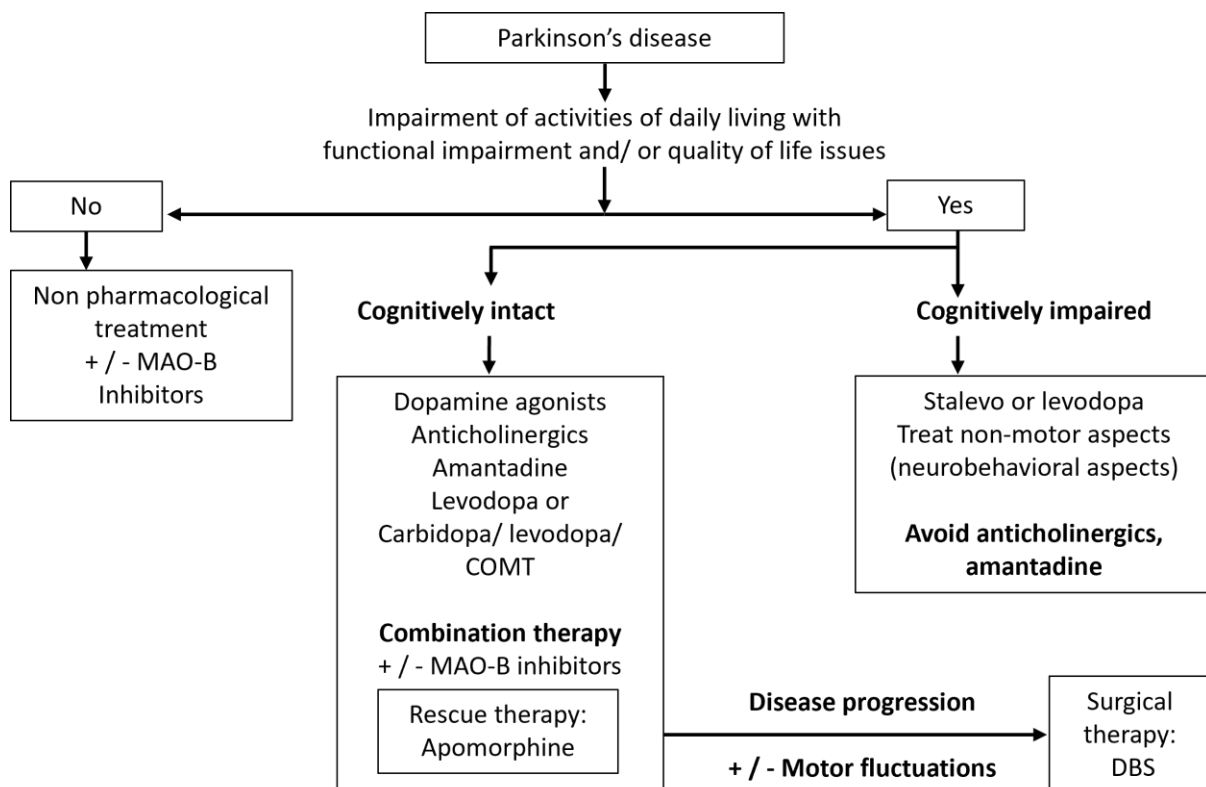 Parkinson’s disease
Impairment of activities of daily living with
functional impairment and/ or quality of life issues
No
Yes
Non pharmacological
treatment
+ / - MAO-B
Inhibitors
Cognitively intact
Cognitively impaired
Dopamine agonists
Anticholinergics
Amantadine
Levodopa or
Carbidopa/ levodopa/
COMT
Combination therapy
+ / - MAO-B inhibitors
Rescue therapy:
Apomorphine
Stalevo or levodopa
Treat non-motor aspects
(neurobehavioral aspects)
Avoid anticholinergics,
amantadine
Disease progression
+ / - Motor fluctuations
Surgical
therapy:
DBS